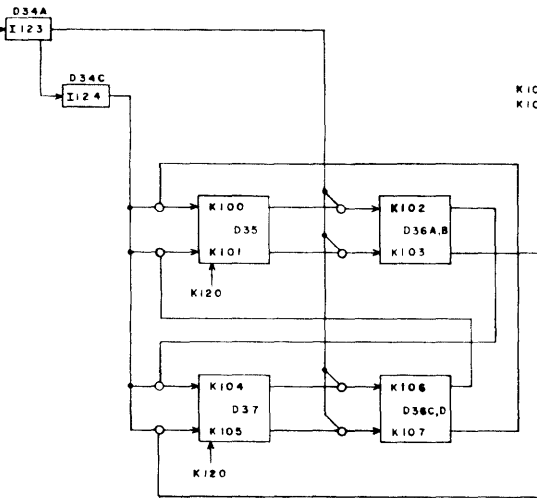 D34A
I123
D34C
I124
K10
K10
K100
K102
D35
D36A,B
K101
K103
K120
K104
K106
D37
D36C,D
K105
K107
K120